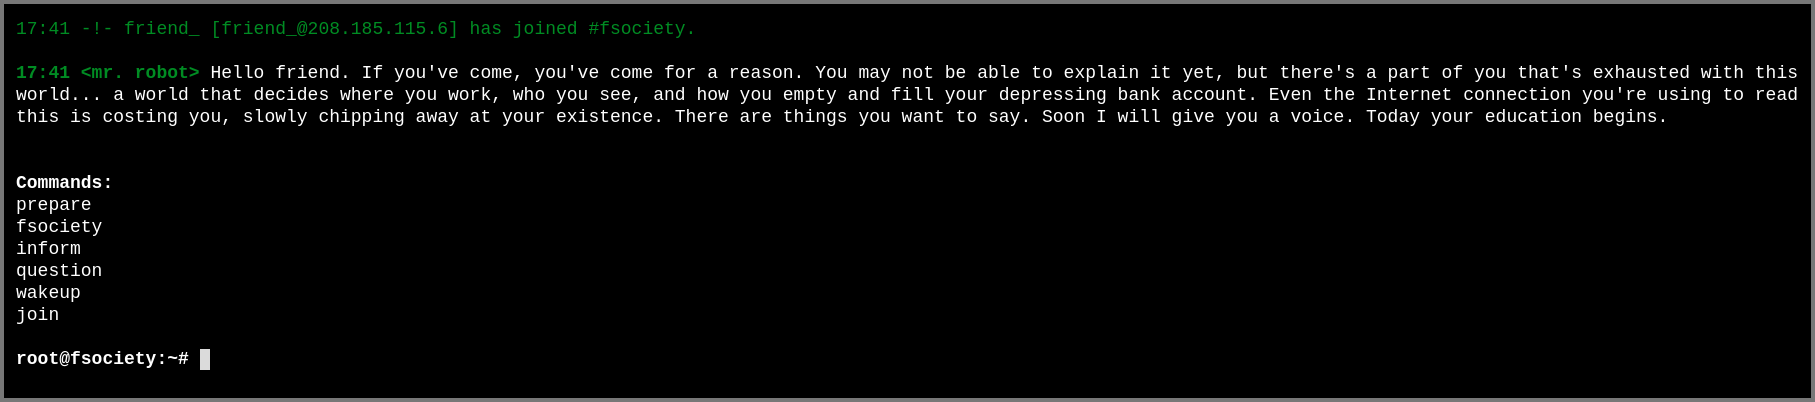 17:41 -!- friend_ [friend_@208.185.115.6] has joined #fsociety.
17:41 <mr. robot> Hello friend. If you've come, you've come for a reason. You may not be able to explain it yet, but there's a part of you that's exhausted with this
world... a world that decides where you work, who you see, and how you empty and fill your depressing bank account. Even the Internet connection you're using to read
this is costing you, slowly chipping away at your existence. There are things you want to say. Soon I will give you a voice. Today your education begins.
Commands:
prepare
fsociety
inform
question
wakeup
join
root@fsociety:~#